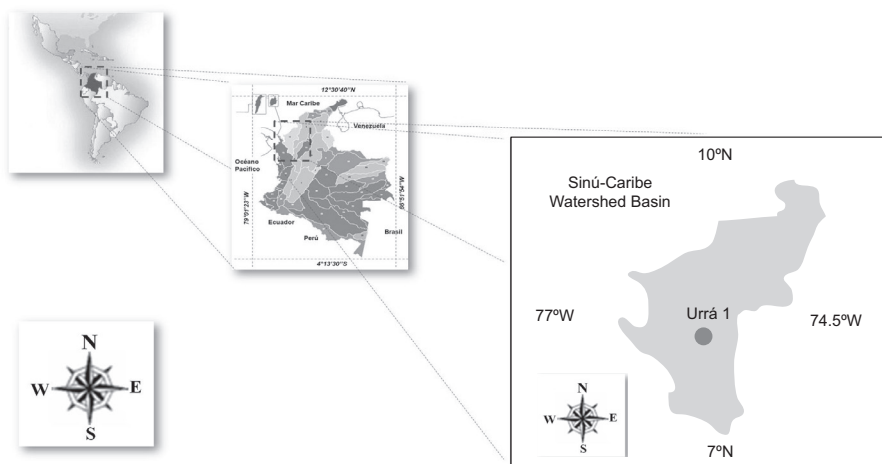 12°30'40"N
Mar Caribe
Venezuela
Océano
Pacífico
79°01'23"W
66°51'54"W
Ecuador
Perú
Brasil
4°13'30"S
N
W E
S
10ºN
Sinú-Caribe
Watershed Basin
77ºW
Urrá 1
74.5ºW
N
W E
S
7ºN